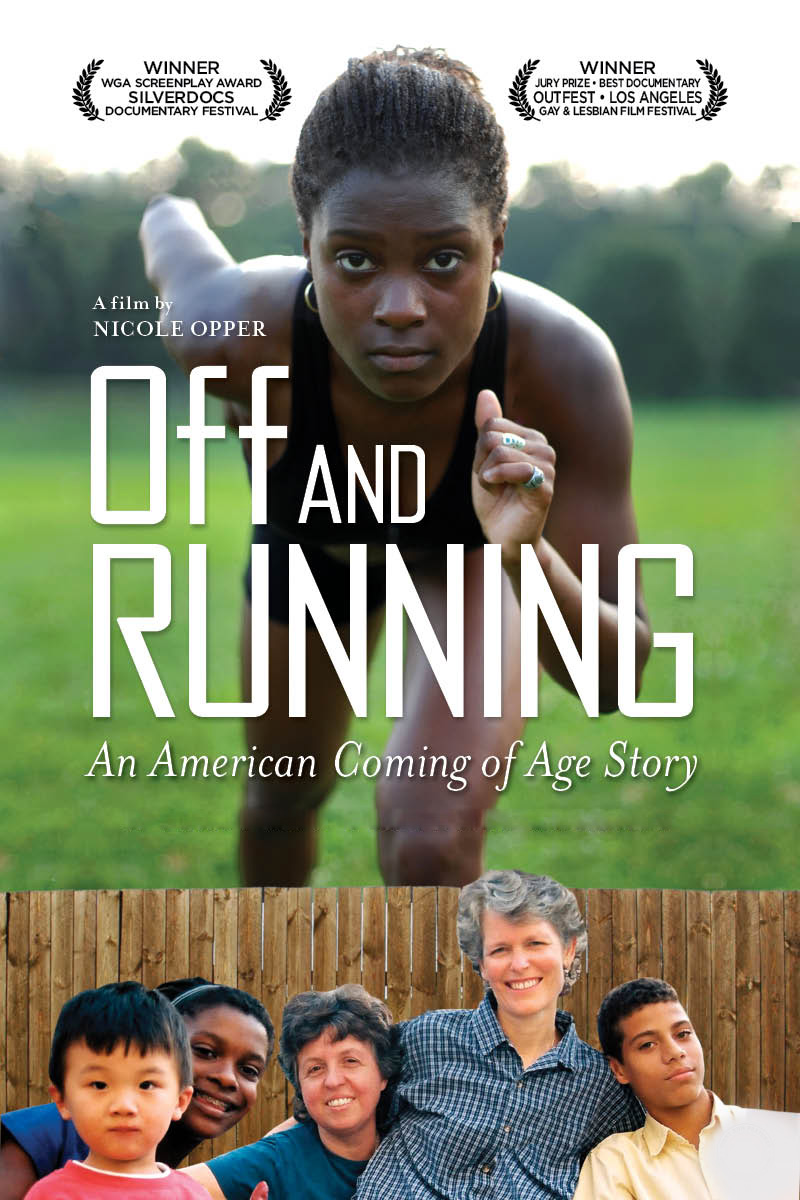 WINNER
WGA SCREENPLAY AWARD
SILVERDOCS
DOCUMENTARY FESTIVAL
WINNER
JURY PRIZE • BEST DOCUMENTARY
OUTFEST • LOS ANGELES
GAY & LESBIAN FILM FESTIVAL
A film by
NICOLE OPPER
Off AND
RUNNING
An American Coming of Age Story